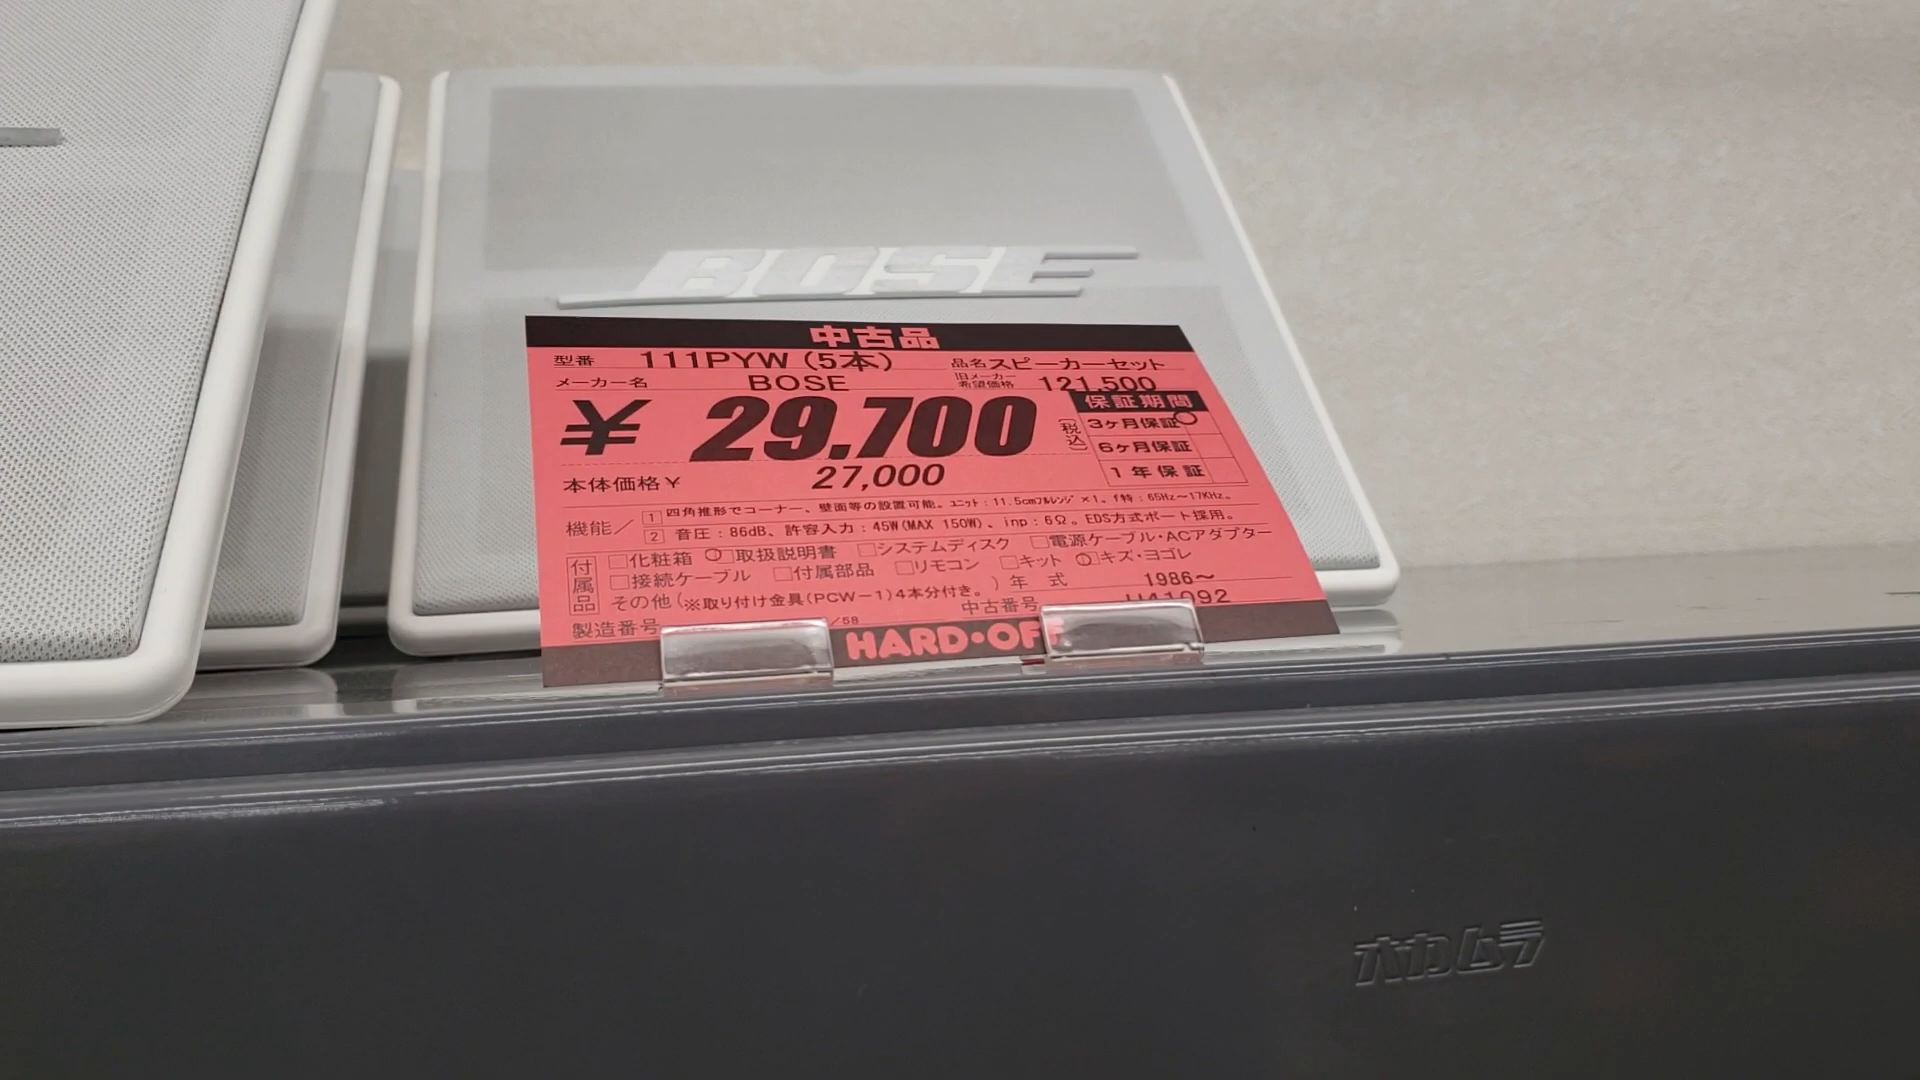 BOSE
中古品
型番 111PYW (5本) 品名 スピーカーセット
メーカー名 BOSE 旧メーカー希望価格 121,500
¥ 29,700 (税込)
保証期間
3ヶ月保証 ○
6ヶ月保証
1年保証
本体価格¥ 27,000
機能／ 1 四角推形でコーナー、壁面等の設置可能。ユニット：11.5cmフルレンジ×1。f特：65Hz～17KHz。
2 音圧：86dB、許容入力：45W(MAX 150W)、inp：6Ω。EDS方式ポート採用。
付属品 □化粧箱 ○□取扱説明書 □システムディスク □電源ケーブル・ACアダプター
□接続ケーブル □付属部品 □リモコン □キット ○□キズ・ヨゴレ
その他(※取り付け金具(PCW－1)4本分付き。 ) 年式 1986～
製造番号 /58 中古番号
HARD・OFF
オカムラ